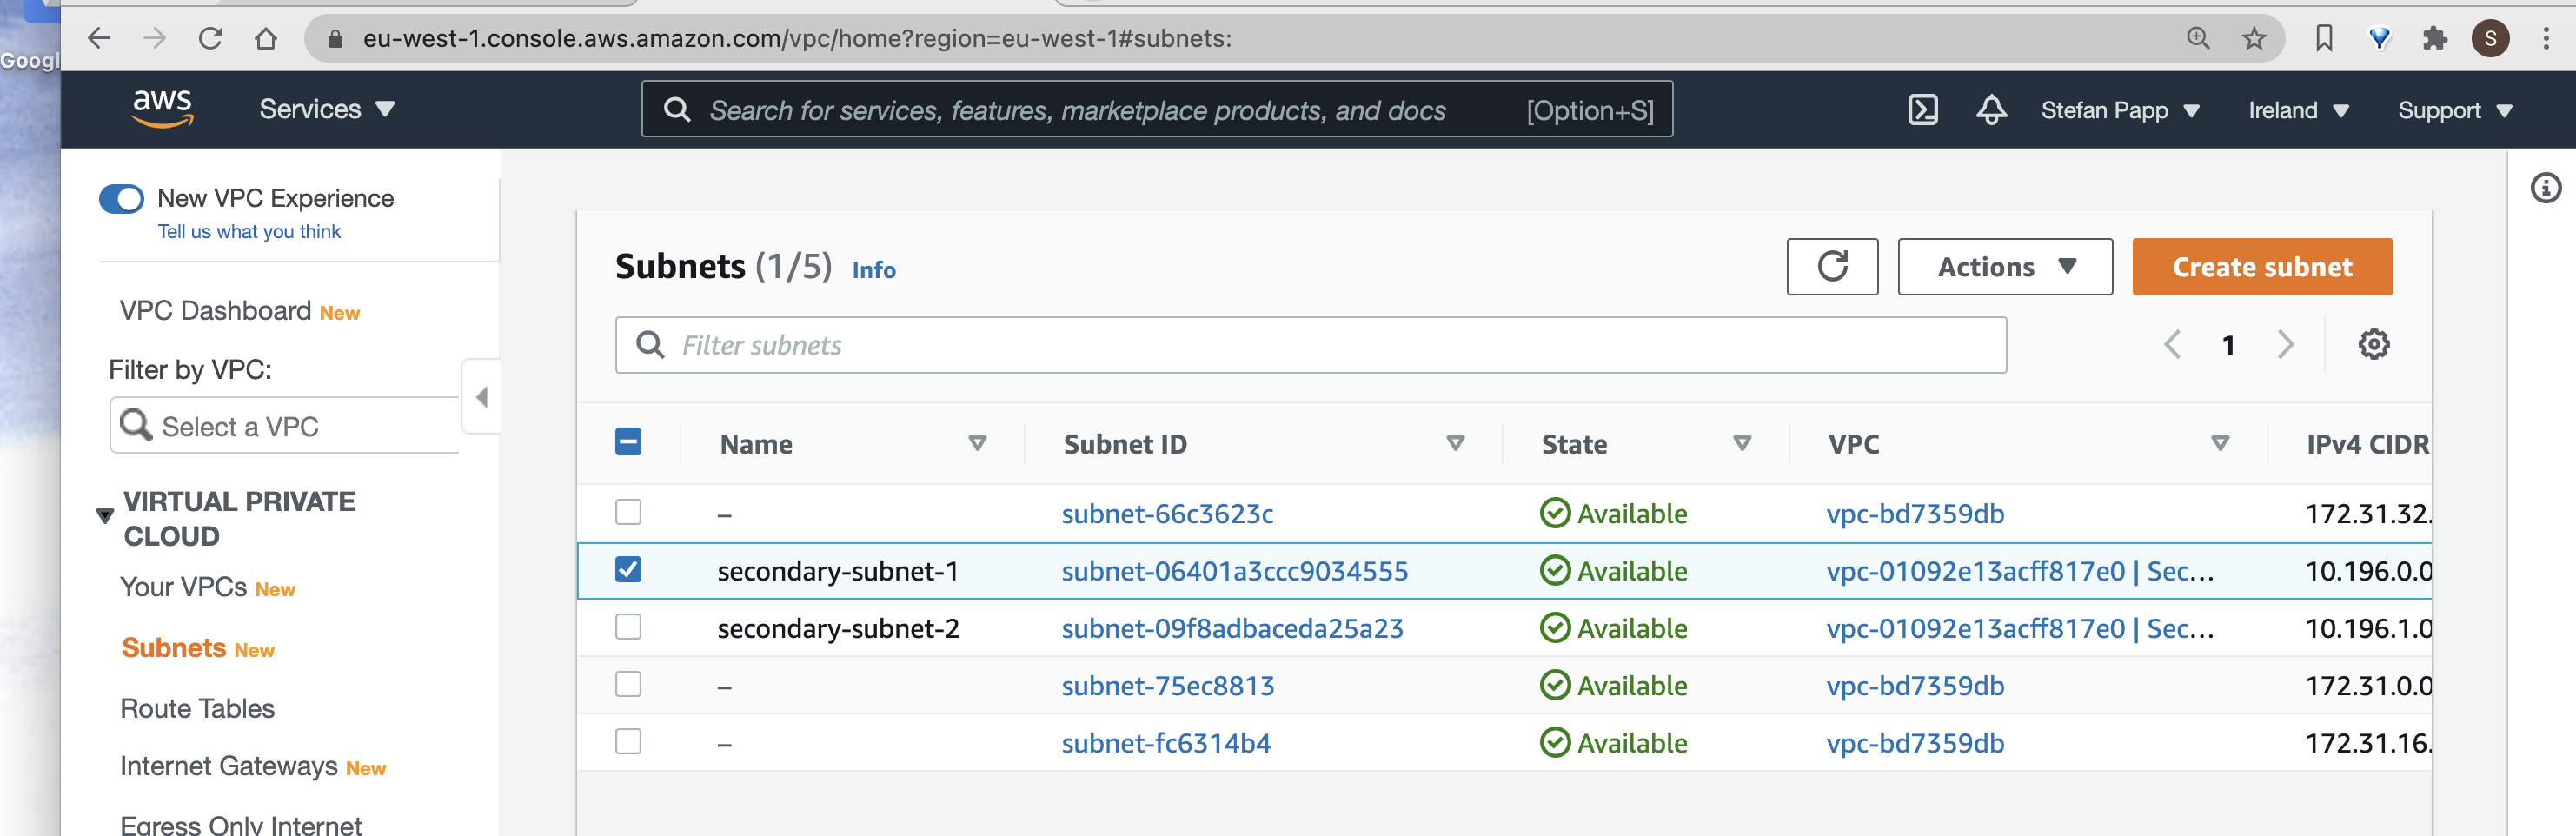 eu-west-1.console.aws.amazon.com/vpc/home?region=eu-west-1#subnets:
S
Googl
aws
Services
Search for services, features, marketplace products, and docs [Option+S]
Stefan Papp
Ireland
Support
New VPC Experience
Tell us what you think
VPC Dashboard New
Filter by VPC:
Select a VPC
VIRTUAL PRIVATE
CLOUD
Your VPCs New
Subnets New
Route Tables
Internet Gateways New
Egress Only Internet
Subnets (1/5) Info
Actions
Create subnet
Filter subnets
1
Name Subnet ID State VPC IPv4 CIDR
– subnet-66c3623c Available vpc-bd7359db 172.31.32.
secondary-subnet-1 subnet-06401a3ccc9034555 Available vpc-01092e13acff817e0 | Sec... 10.196.0.0
secondary-subnet-2 subnet-09f8adbaceda25a23 Available vpc-01092e13acff817e0 | Sec... 10.196.1.0
– subnet-75ec8813 Available vpc-bd7359db 172.31.0.0
– subnet-fc6314b4 Available vpc-bd7359db 172.31.16.